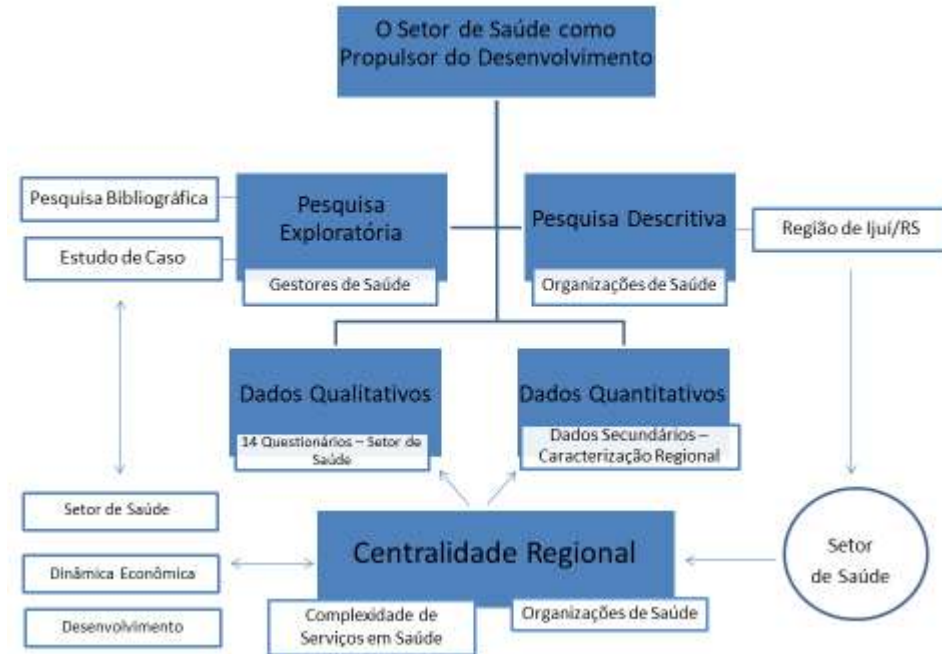 O Setor de Saúde como
Propulsor do Desenvolvimento
Pesquisa Bibliográfica
Estudo de Caso
Pesquisa
Exploratória
Gestores de Saúde
Pesquisa Descritiva
Organizações de Saúde
Região de Ijuí/RS
Dados Qualitativos
14 Questionários – Setor de
Saúde
Dados Quantitativos
Dados Secundários –
Caracterização Regional
Setor de Saúde
Dinâmica Econômica
Desenvolvimento
Centralidade Regional
Complexidade de
Serviços em Saúde
Organizações de Saúde
Setor
de Saúde